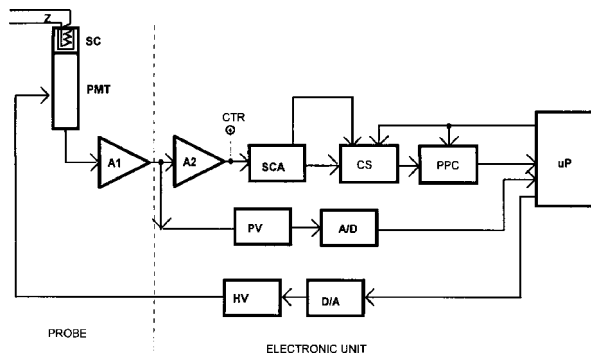 Z
SC
PMT
CTR
A1
A2
SCA
CS
PPC
uP
PV
A/D
HV
D/A
PROBE
ELECTRONIC UNIT